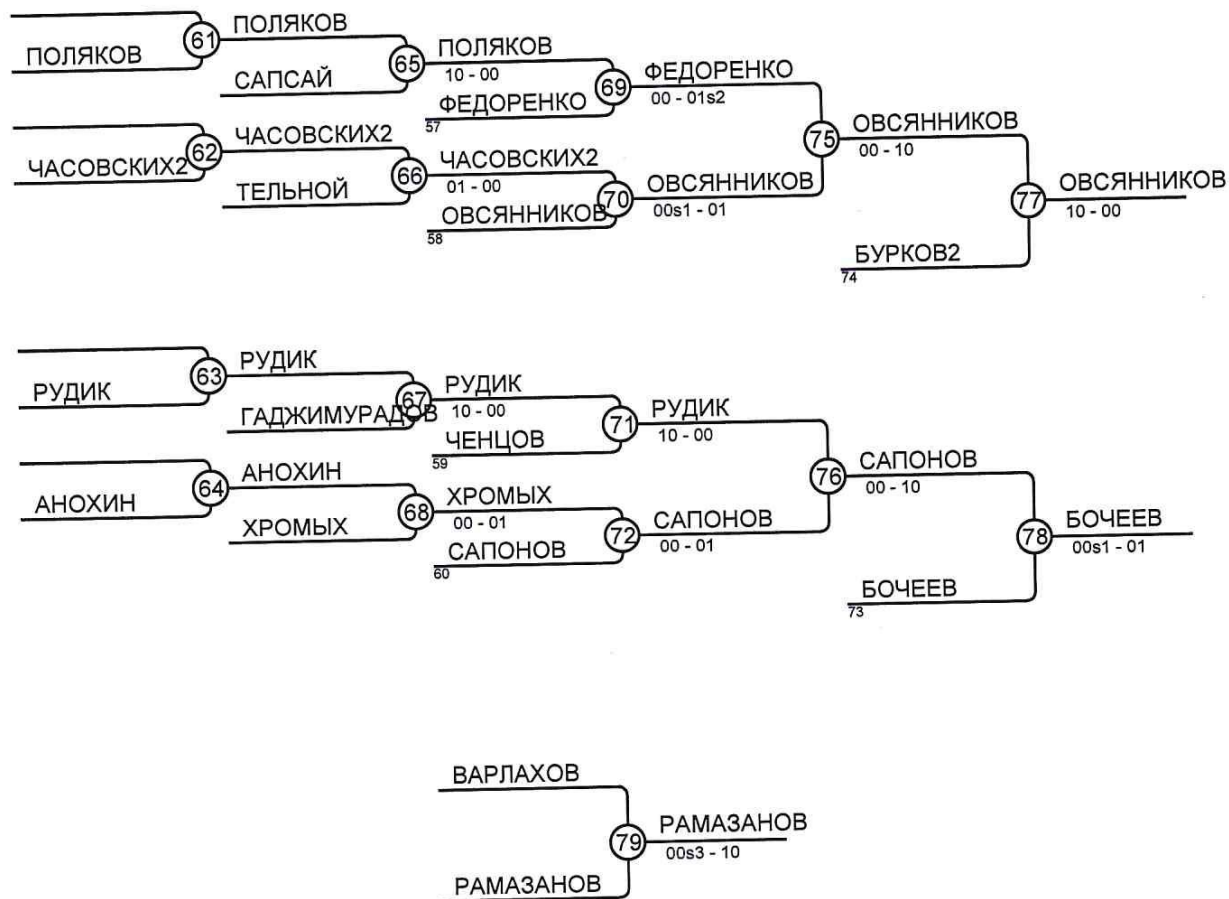 ПОЛЯКОВ
61
ПОЛЯКОВ
САПСАЙ
65
ПОЛЯКОВ
10 - 00
ФЕДОРЕНКО
57
69
ФЕДОРЕНКО
00 - 01s2
ЧАСОВСКИХ2
62
ЧАСОВСКИХ2
ТЕЛЬНОЙ
66
ЧАСОВСКИХ2
01 - 00
ОВСЯННИКОВ
58
70
ОВСЯННИКОВ
00s1 - 01
75
ОВСЯННИКОВ
00 - 10
БУРКОВ2
74
77
ОВСЯННИКОВ
10 - 00
РУДИК
63
РУДИК
ГАДЖИМУРАДОВ
67
РУДИК
10 - 00
ЧЕНЦОВ
59
71
РУДИК
10 - 00
АНОХИН
64
АНОХИН
ХРОМЫХ
68
ХРОМЫХ
00 - 01
САПОНОВ
60
72
САПОНОВ
00 - 01
76
САПОНОВ
00 - 10
БОЧЕЕВ
73
78
БОЧЕЕВ
00s1 - 01
ВАРЛАХОВ
79
РАМАЗАНОВ
00s3 - 10
РАМАЗАНОВ